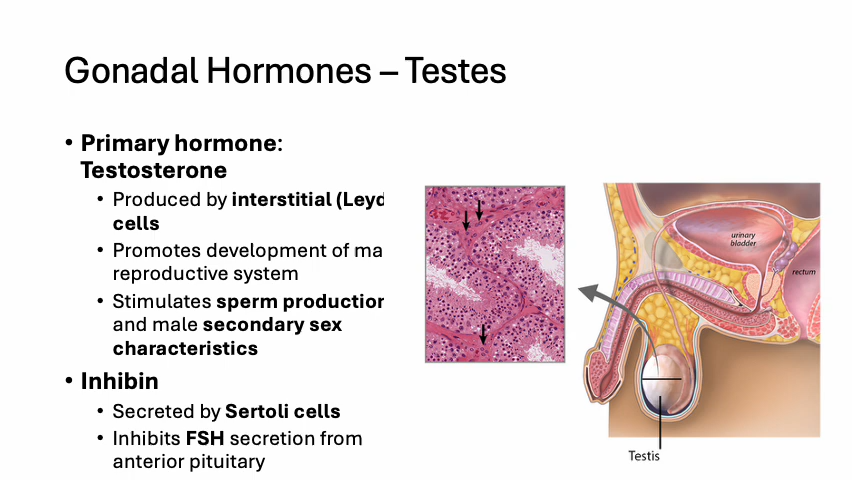 Gonadal Hormones – Testes
• Primary hormone:
Testosterone
• Produced by interstitial (Leyd
cells
• Promotes development of ma
reproductive system
• Stimulates sperm production
and male secondary sex
characteristics
• Inhibin
• Secreted by Sertoli cells
• Inhibits FSH secretion from
anterior pituitary
urinary
bladder
rectum
Testis